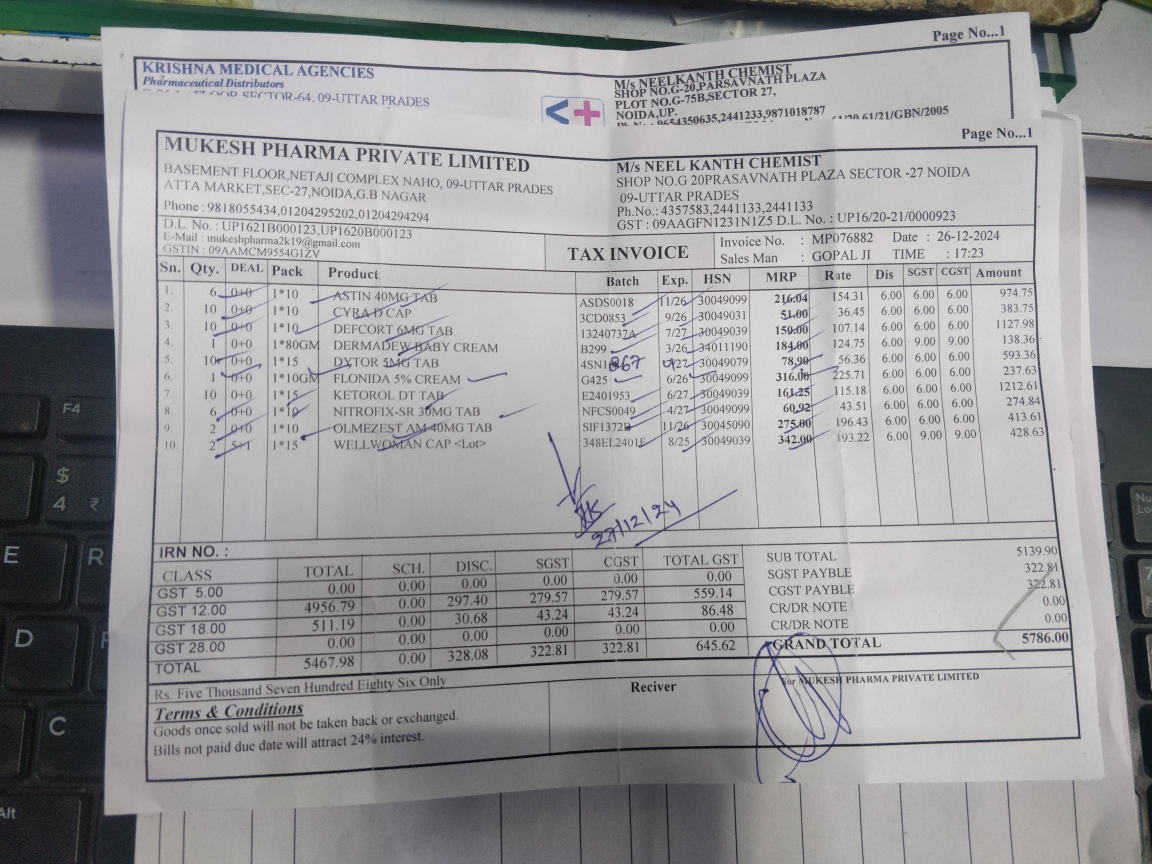 Page No...1
KRISHNA MEDICAL AGENCIES
Pharmaceutical Distributors
SECTOR-64, 09-UTTAR PRADES
M/s NEELKANTH CHEMIST
SHOP NO.G-20,PARSAVNATH PLAZA
PLOT NO.G-75B,SECTOR 27,
NOIDA,UP.
Ph.No.: 9654350635,2441233,9871018787
61/20,61/21/GBN/2005
Page No...1
MUKESH PHARMA PRIVATE LIMITED
BASEMENT FLOOR,NETAJI COMPLEX NAHO, 09-UTTAR PRADES
ATTA MARKET,SEC-27,NOIDA,G.B NAGAR
Phone : 9818055434,01204295202,01204294294
D.L. No. : UP1621B000123,UP1620B000123
E-Mail : mukeshpharma2k19@gmail.com
GSTIN : 09AAMCM9554G1ZV
M/s NEEL KANTH CHEMIST
SHOP NO.G 20PRASAVNATH PLAZA SECTOR -27 NOIDA
09-UTTAR PRADES
Ph.No.: 4357583,2441133,2441133
GST : 09AAGFN1231N1Z5 D.L. No. : UP16/20-21/0000923
TAX INVOICE
Invoice No. : MP076882 Date : 26-12-2024
Sales Man : GOPAL JI TIME : 17:23
Sn. Qty. DEAL Pack Product Batch Exp. HSN MRP Rate Dis SGST CGST Amount
1. 6 0+0 1*10 ASTIN 40MG TAB ASDS0018 11/26 30049099 216.04 154.31 6.00 6.00 6.00 974.75
2. 10 0+0 1*10 CYRA D CAP 3CD0853 9/26 30049031 51.00 36.45 6.00 6.00 6.00 383.75
3. 10 0+0 1*10 DEFCORT 6MG TAB 13240737A 7/27 30049039 150.00 107.14 6.00 6.00 6.00 1127.98
4. 1 0+0 1*80GM DERMADEW BABY CREAM B299 3/26 34011190 184.00 124.75 6.00 9.00 9.00 138.36
5. 10 0+0 1*15 DYTOR 5MG TAB 4SN1 867 30049079 78.90 56.36 6.00 6.00 6.00 593.36
6. 1 0+0 1*10GM FLONIDA 5% CREAM G425 6/26 30049099 316.00 225.71 6.00 6.00 6.00 237.63
7. 10 0+0 1*15 KETOROL DT TAB E2401953 6/27 30049039 161.25 115.18 6.00 6.00 6.00 1212.61
8. 6 0+0 1*10 NITROFIX-SR 30MG TAB NFCS0049 4/27 30049099 60.92 43.51 6.00 6.00 6.00 274.84
9. 2 0+0 1*10 OLMEZEST AM 40MG TAB SIF1372B 11/26 30045090 275.00 196.43 6.00 6.00 6.00 413.61
10. 2 5+1 1*15 WELLWOMAN CAP <Lot> 348EL2401E 8/25 30049039 342.00 193.22 6.00 9.00 9.00 428.63
27/12/24
IRN NO. :
CLASS TOTAL SCH. DISC. SGST CGST TOTAL GST
GST 5.00 0.00 0.00 0.00 0.00 0.00 0.00
GST 12.00 4956.79 0.00 297.40 279.57 279.57 559.14
GST 18.00 511.19 0.00 30.68 43.24 43.24 86.48
GST 28.00 0.00 0.00 0.00 0.00 0.00 0.00
TOTAL 5467.98 0.00 328.08 322.81 322.81 645.62
SUB TOTAL 5139.90
SGST PAYBLE 322.81
CGST PAYBLE 322.81
CR/DR NOTE 0.00
CR/DR NOTE 0.00
GRAND TOTAL 5786.00
Rs. Five Thousand Seven Hundred Eighty Six Only
Terms & Conditions
Goods once sold will not be taken back or exchanged.
Bills not paid due date will attract 24% interest.
Reciver
For MUKESH PHARMA PRIVATE LIMITED
F4
$
4 ₹
E
R
D
C
Alt